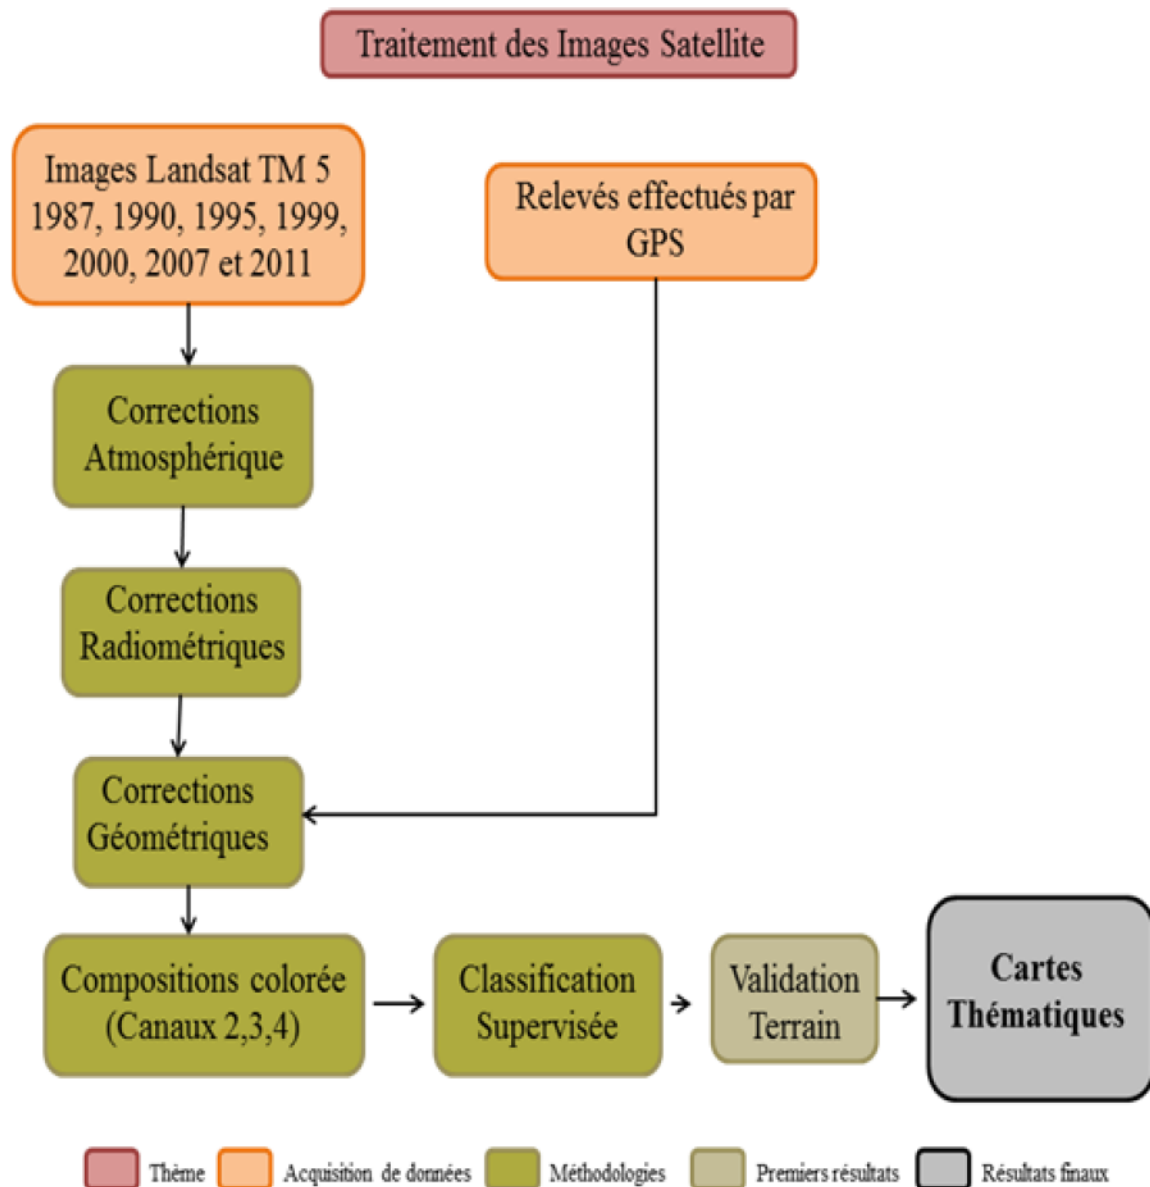 Traitement des Images Satellite
Images Landsat TM 5
1987, 1990, 1995, 1999,
2000, 2007 et 2011
Relevés effectués par
GPS
Corrections
Atmosphérique
Corrections
Radiométriques
Corrections
Géométriques
Compositions colorée
(Canaux 2,3,4)
Classification
Supervisée
Validation
Terrain
Cartes
Thématiques
Thème
Acquisition de données
Méthodologies
Premiers résultats
Résultats finaux